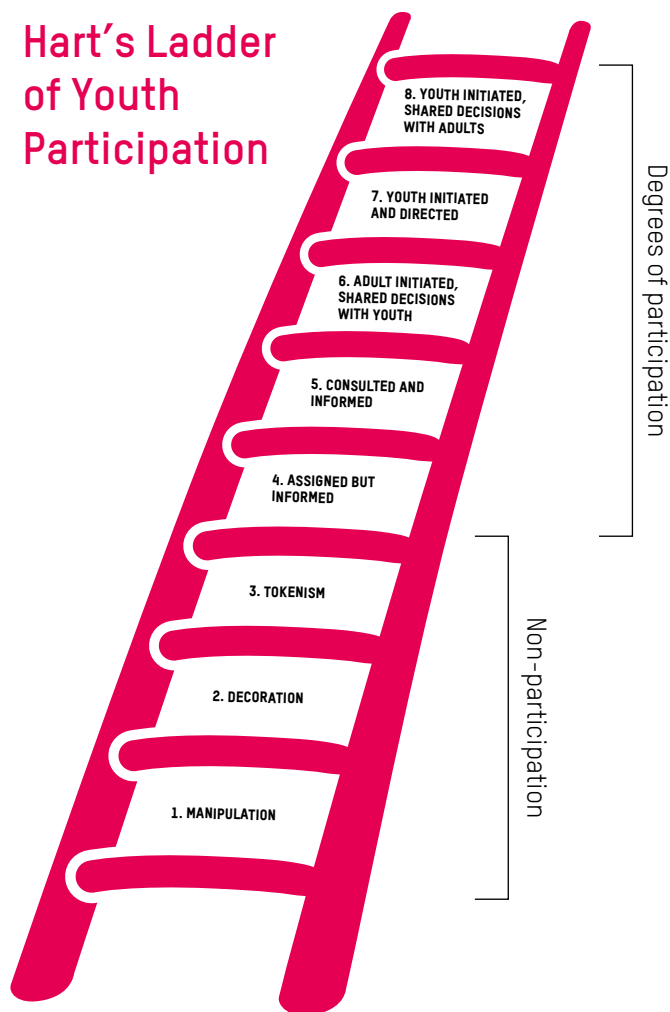 Hart's Ladder
of Youth
Participation
8. YOUTH INITIATED,
SHARED DECISIONS
WITH ADULTS
7. YOUTH INITIATED
AND DIRECTED
6. ADULT INITIATED,
SHARED DECISIONS
WITH YOUTH
5. CONSULTED AND
INFORMED
4. ASSIGNED BUT
INFORMED
3. TOKENISM
2. DECORATION
1. MANIPULATION
Degrees of participation
Non-participation